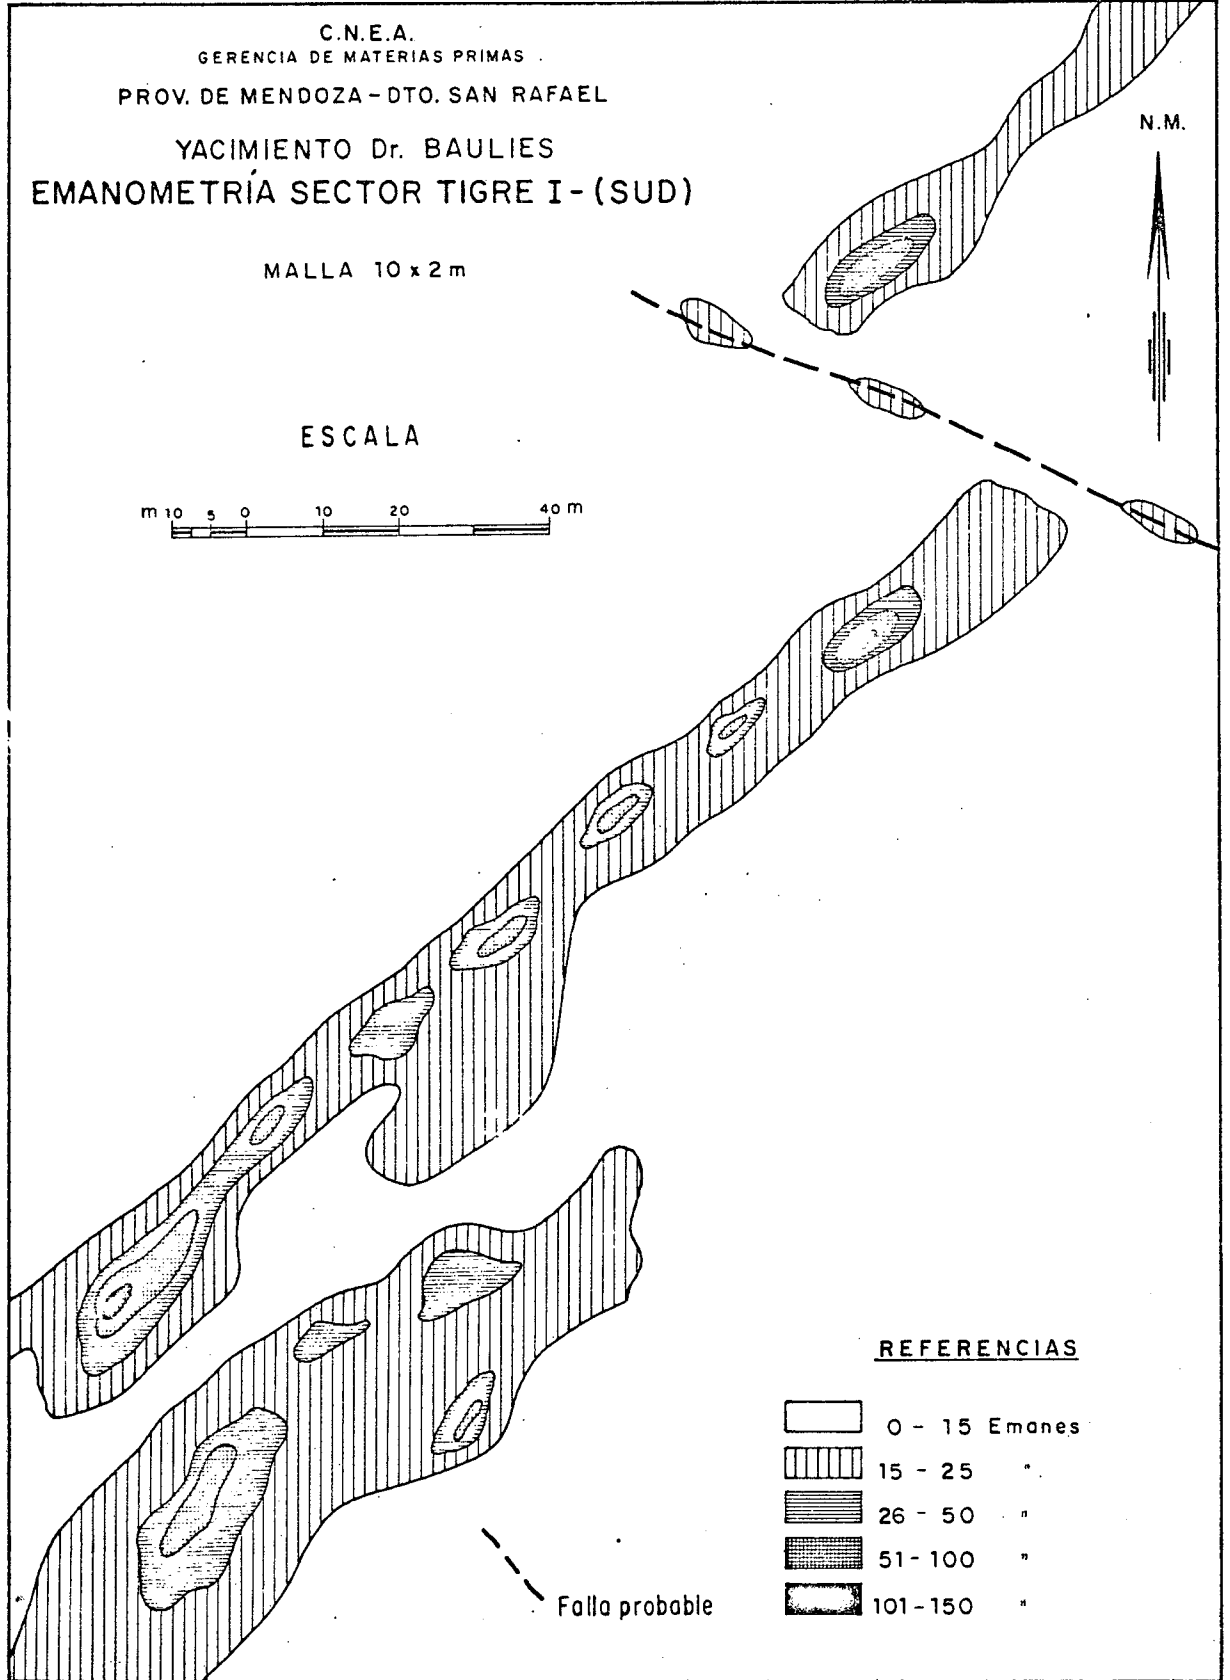 C.N.E.A.
GERENCIA DE MATERIAS PRIMAS
PROV. DE MENDOZA - DTO. SAN RAFAEL
YACIMIENTO Dr. BAULIES
EMANOMETRÍA SECTOR TIGRE I - (SUD)
MALLA 10 x 2 m
N.M.
ESCALA
m 10 5 0 10 20 40 m
REFERENCIAS
0 - 15 Emanes
15 - 25 "
26 - 50 "
51 - 100 "
101 - 150 "
Falla probable